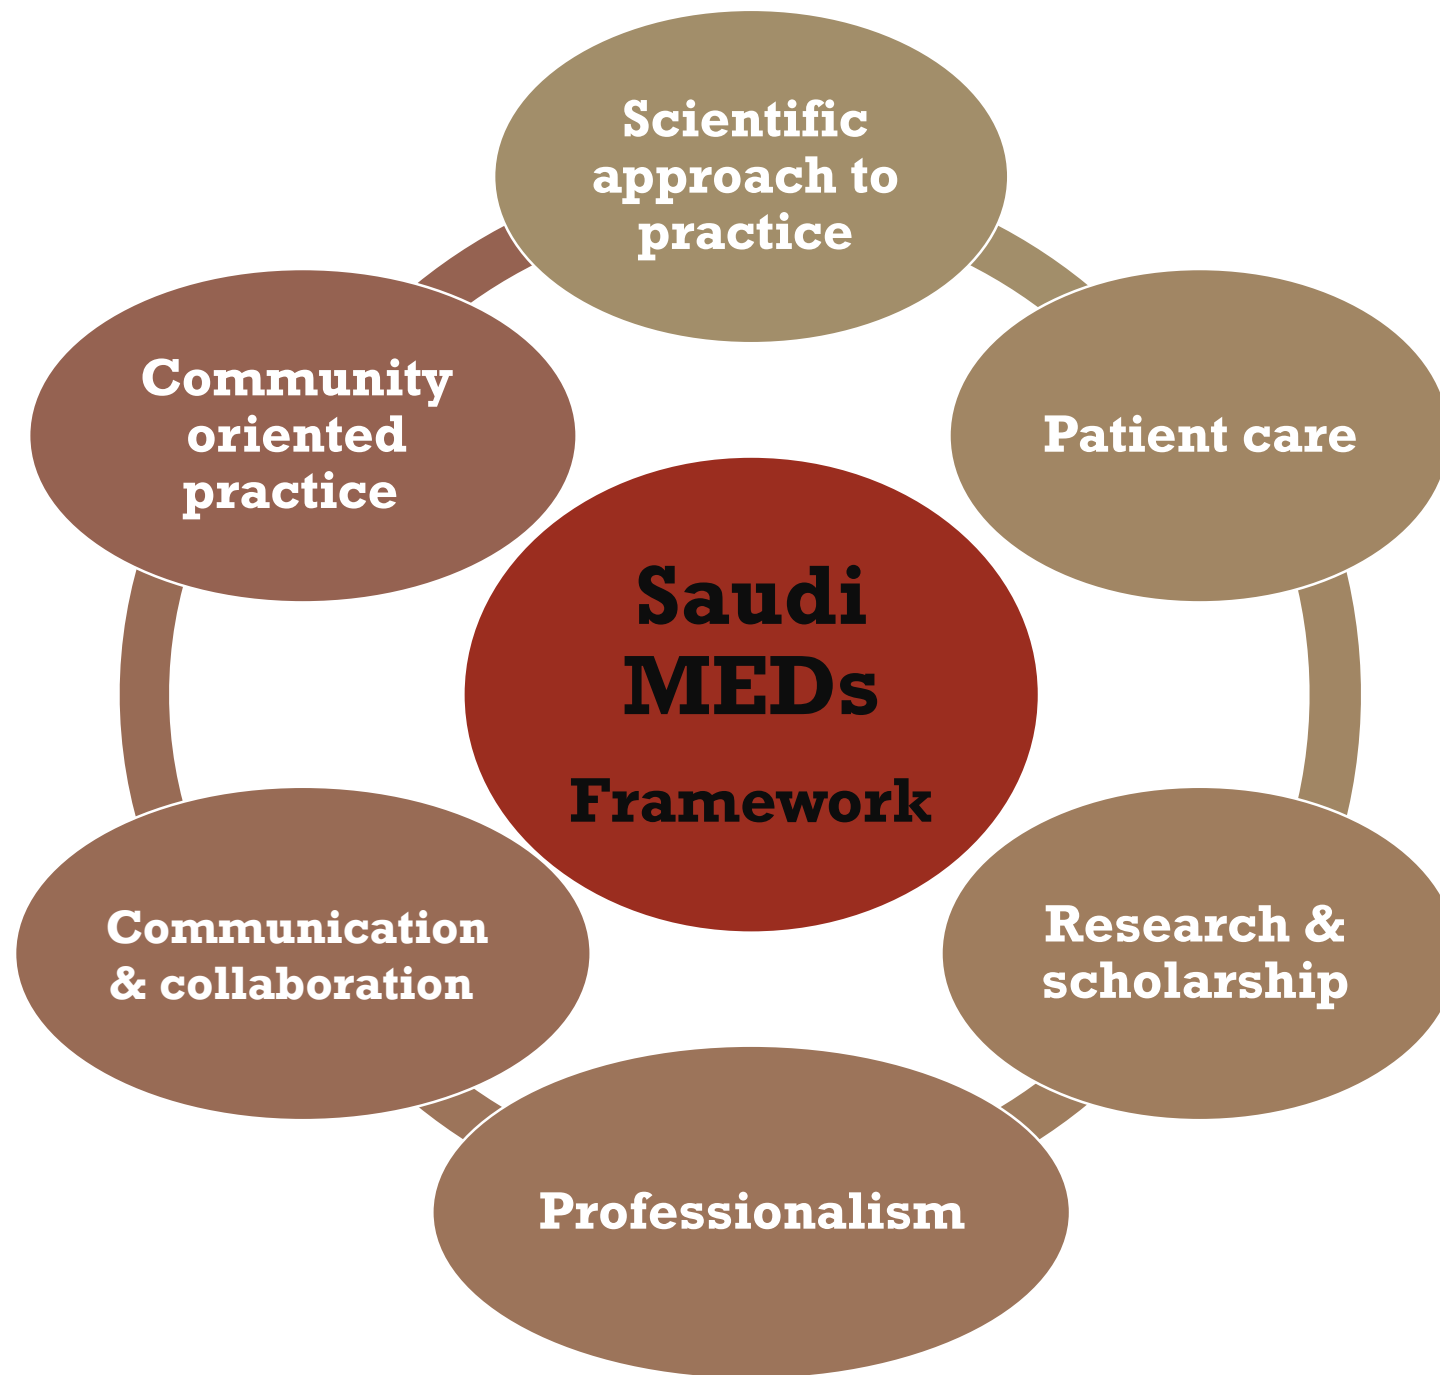 Scientific
approach to
practice
Patient care
Research &
scholarship
Professionalism
Communication
& collaboration
Community
oriented
practice
Saudi
MEDs
Framework